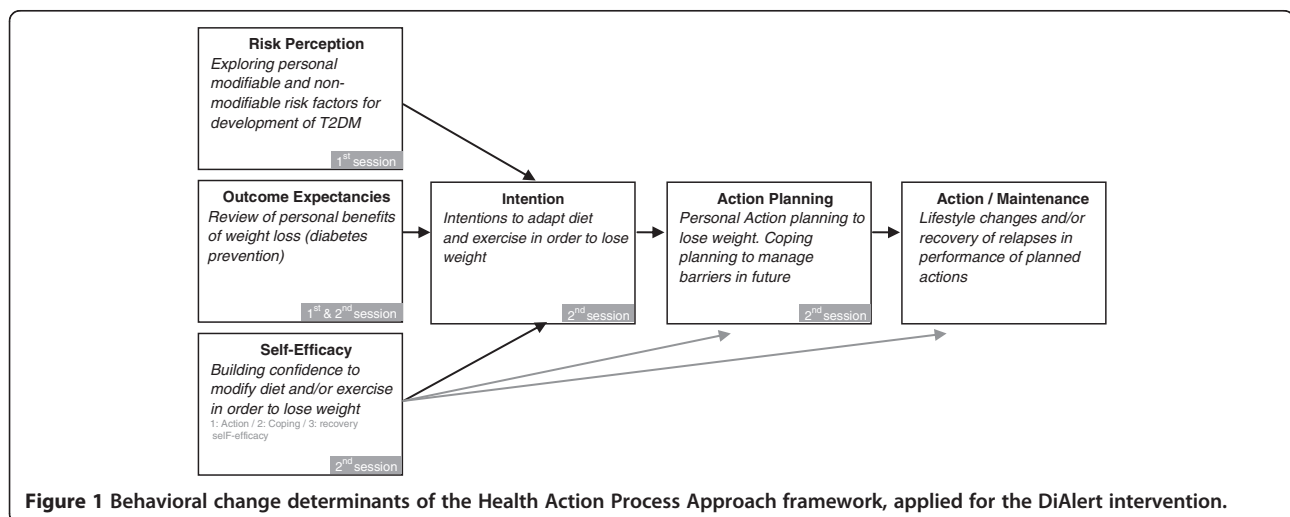 Risk Perception
Exploring personal
modifiable and non-
modifiable risk factors for
development of T2DM
1st session
Outcome Expectancies
Review of personal benefits
of weight loss (diabetes
prevention)
1st & 2nd session
Intention
Intentions to adapt diet
and exercise in order to lose
weight
2nd session
Action Planning
Personal Action planning to
lose weight. Coping
planning to manage
barriers in future
2nd session
Action / Maintenance
Lifestyle changes and/or
recovery of relapses in
performance of planned
actions
Self-Efficacy
Building confidence to
modify diet and/or exercise
in order to lose weight
1: Action / 2: Coping / 3: recovery
selF-efficacy
2nd session
Figure 1 Behavioral change determinants of the Health Action Process Approach framework, applied for the DiAlert intervention.